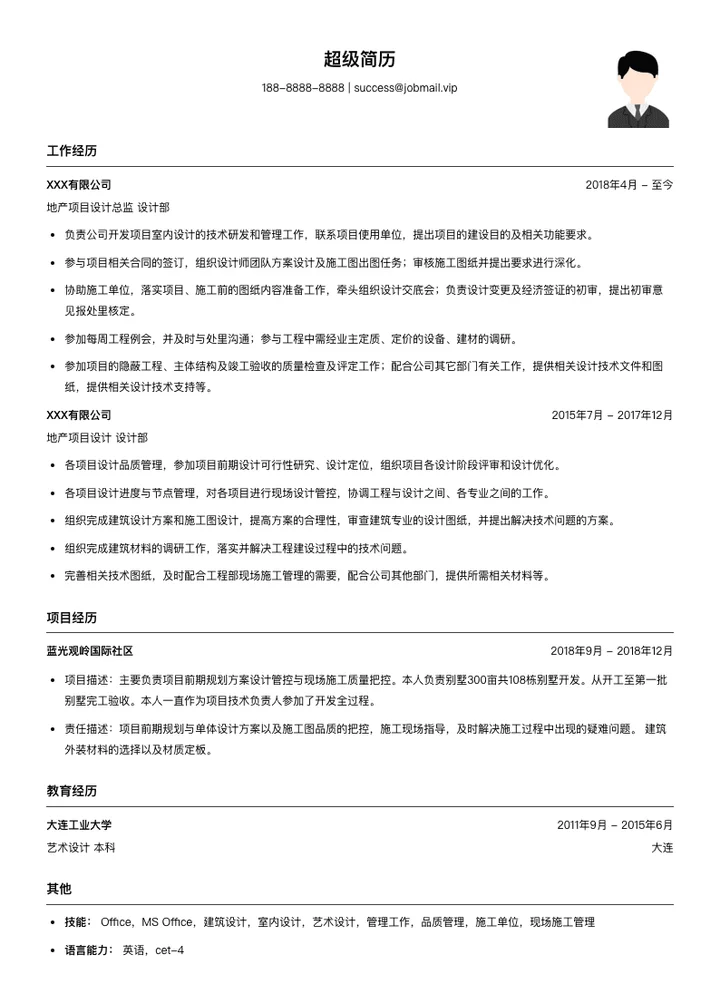 超级简历
188-8888-8888 | success@jobmail.vip
工作经历
XXX有限公司 2018年4月 – 至今
地产项目设计总监 设计部
• 负责公司开发项目室内设计的技术研发和管理工作，联系项目使用单位，提出项目的建设目的及相关功能要求。
• 参与项目相关合同的签订，组织设计师团队方案设计及施工图出图任务；审核施工图纸并提出要求进行深化。
• 协助施工单位，落实项目、施工前的图纸内容准备工作，牵头组织设计交底会；负责设计变更及经济签证的初审，提出初审意
见报处里核定。
• 参加每周工程例会，并及时与处里沟通；参与工程中需经业主定质、定价的设备、建材的调研。
• 参加项目的隐蔽工程、主体结构及竣工验收的质量检查及评定工作；配合公司其它部门有关工作，提供相关设计技术文件和图
纸，提供相关设计技术支持等。
XXX有限公司 2015年7月 – 2017年12月
地产项目设计 设计部
• 各项目设计品质管理，参加项目前期设计可行性研究、设计定位，组织项目各设计阶段评审和设计优化。
• 各项目设计进度与节点管理，对各项目进行现场设计管控，协调工程与设计之间、各专业之间的工作。
• 组织完成建筑设计方案和施工图设计，提高方案的合理性，审查建筑专业的设计图纸，并提出解决技术问题的方案。
• 组织完成建筑材料的调研工作，落实并解决工程建设过程中的技术问题。
• 完善相关技术图纸，及时配合工程部现场施工管理的需要，配合公司其他部门，提供所需相关材料等。
项目经历
蓝光观岭国际社区 2018年9月 – 2018年12月
• 项目描述：主要负责项目前期规划方案设计管控与现场施工质量把控。本人负责别墅300亩共108栋别墅开发。从开工至第一批
别墅完工验收。本人一直作为项目技术负责人参加了开发全过程。
• 责任描述：项目前期规划与单体设计方案以及施工图品质的把控，施工现场指导，及时解决施工过程中出现的疑难问题。 建筑
外装材料的选择以及材质定板。
教育经历
大连工业大学 2011年9月 – 2015年6月
艺术设计 本科 大连
其他
• 技能： Office，MS Office，建筑设计，室内设计，艺术设计，管理工作，品质管理，施工单位，现场施工管理
• 语言能力： 英语，cet-4